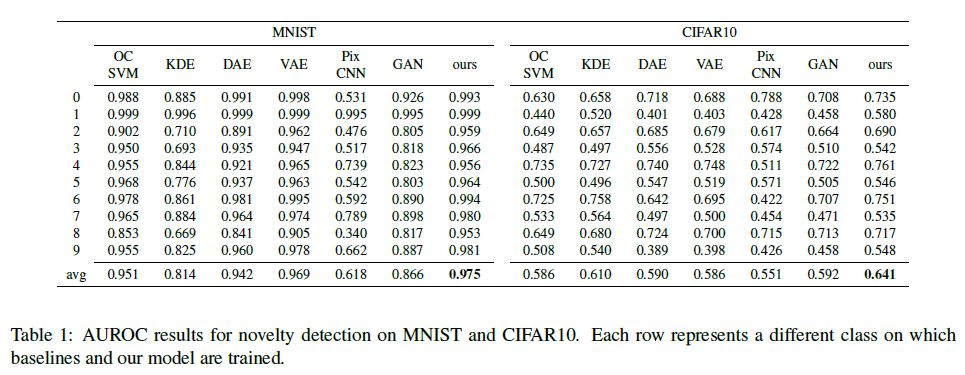 MNIST CIFAR10
OC SVM KDE DAE VAE Pix CNN GAN ours OC SVM KDE DAE VAE Pix CNN GAN ours
0 0.988 0.885 0.991 0.998 0.531 0.926 0.993 0.630 0.658 0.718 0.688 0.788 0.708 0.735
1 0.999 0.996 0.999 0.999 0.995 0.995 0.999 0.440 0.520 0.401 0.403 0.428 0.458 0.580
2 0.902 0.710 0.891 0.962 0.476 0.805 0.959 0.649 0.657 0.685 0.679 0.617 0.664 0.690
3 0.950 0.693 0.935 0.947 0.517 0.818 0.966 0.487 0.497 0.556 0.528 0.574 0.510 0.542
4 0.955 0.844 0.921 0.965 0.739 0.823 0.956 0.735 0.727 0.740 0.748 0.511 0.722 0.761
5 0.968 0.776 0.937 0.963 0.542 0.803 0.964 0.500 0.496 0.547 0.519 0.571 0.505 0.546
6 0.978 0.861 0.981 0.995 0.592 0.890 0.994 0.725 0.758 0.642 0.695 0.422 0.707 0.751
7 0.965 0.884 0.964 0.974 0.789 0.898 0.980 0.533 0.564 0.497 0.500 0.454 0.471 0.535
8 0.853 0.669 0.841 0.905 0.340 0.817 0.953 0.649 0.680 0.724 0.700 0.715 0.713 0.717
9 0.955 0.825 0.960 0.978 0.662 0.887 0.981 0.508 0.540 0.389 0.398 0.426 0.458 0.548
avg 0.951 0.814 0.942 0.969 0.618 0.866 0.975 0.586 0.610 0.590 0.586 0.551 0.592 0.641
Table 1: AUROC results for novelty detection on MNIST and CIFAR10. Each row represents a different class on which
baselines and our model are trained.